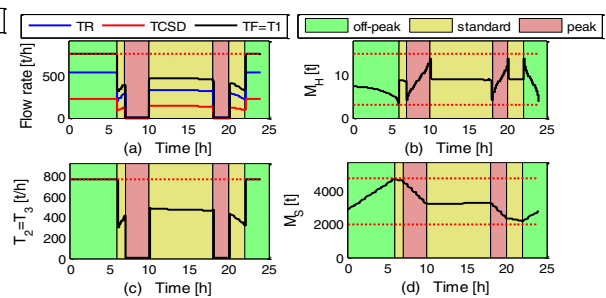 TR TCSD TF=T1
off-peak standard peak
Flow rate [t/h]
500
0
0 5 10 15 20 25
(a) Time [h]
M_H [t]
10
0
0 5 10 15 20 25
(b) Time [h]
T_2=T_3 [t/h]
800
600
400
200
0
0 5 10 15 20 25
(c) Time [h]
M_S [t]
4000
2000
0
0 5 10 15 20 25
(d) Time [h]